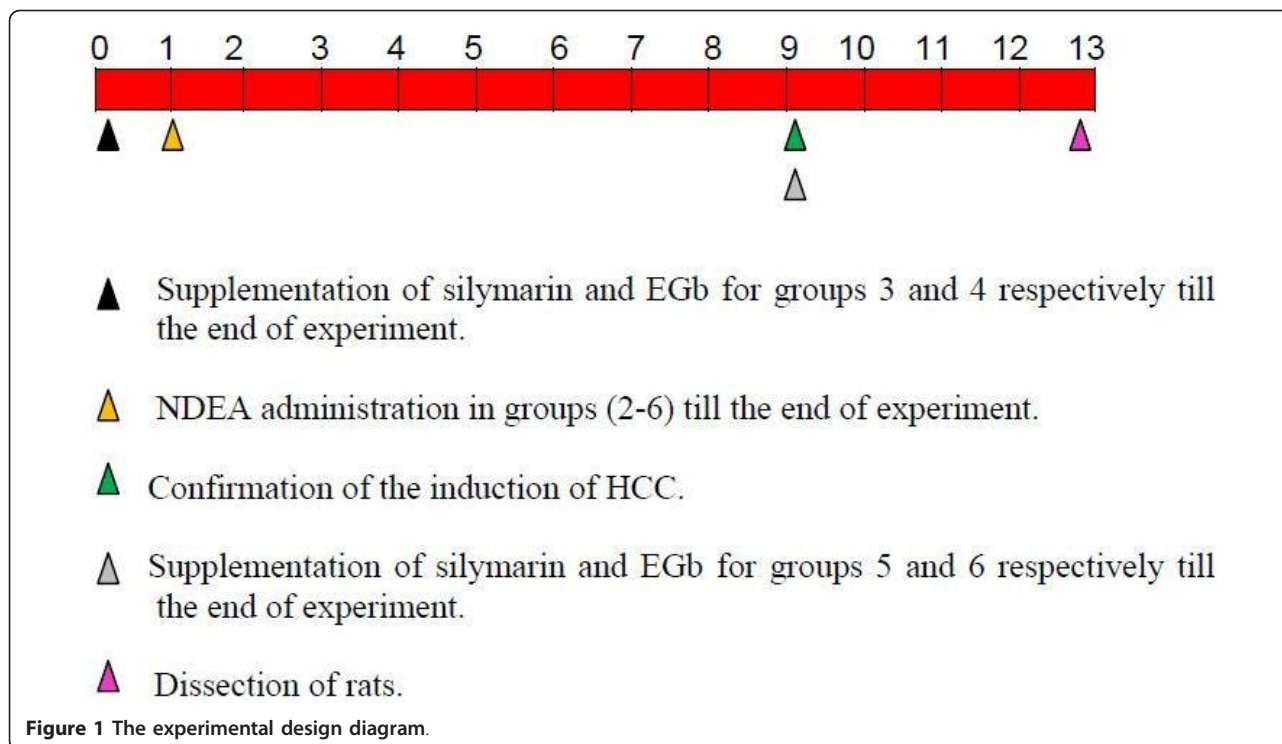 0 1 2 3 4 5 6 7 8 9 10 11 12 13
Supplementation of silymarin and EGb for groups 3 and 4 respectively till
the end of experiment.
NDEA administration in groups (2-6) till the end of experiment.
Confirmation of the induction of HCC.
Supplementation of silymarin and EGb for groups 5 and 6 respectively till
the end of experiment.
Dissection of rats.
Figure 1 The experimental design diagram.